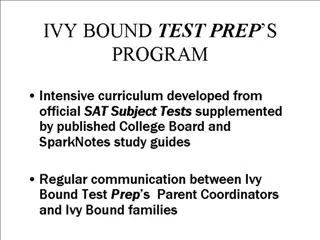 IVY BOUND TEST PREP’S
PROGRAM
• Intensive curriculum developed from
official SAT Subject Tests supplemented
by published College Board and
SparkNotes study guides
• Regular communication between Ivy
Bound Test Prep’s Parent Coordinators
and Ivy Bound families